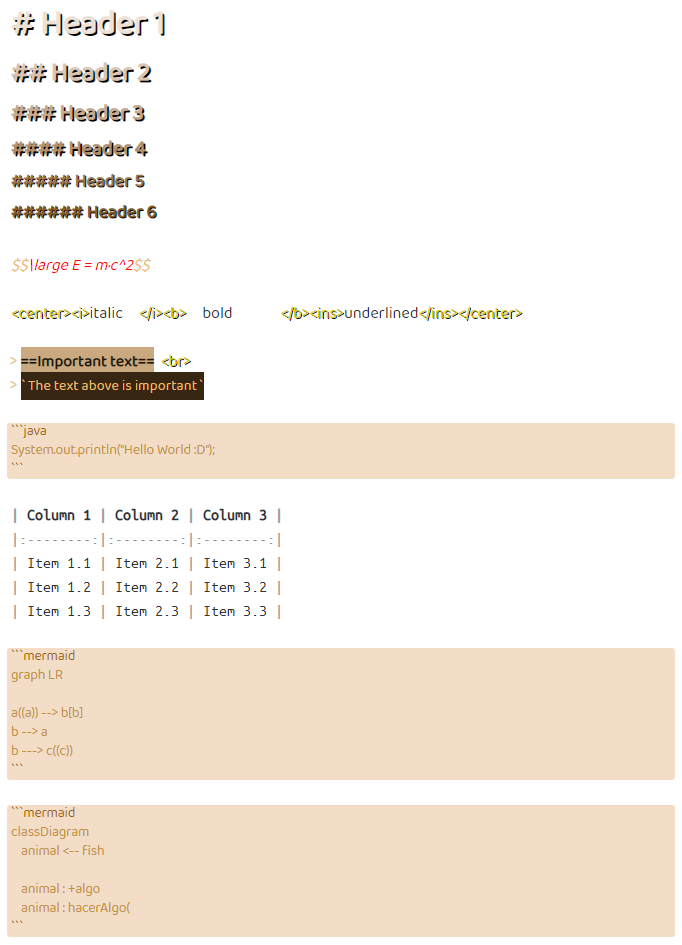 # Header 1
## Header 2
### Header 3
#### Header 4
##### Header 5
###### Header 6
$$\large E = m·c^2$$
<center><i>italic    </i><b>    bold            </b><ins>underlined</ins></center>
> ==Important text==  <br>
> `The text above is important`
```java
System.out.println("Hello World :D");
```
| Column 1 | Column 2 | Column 3 |
|:--------:|:--------:|:--------:|
| Item 1.1 | Item 2.1 | Item 3.1 |
| Item 1.2 | Item 2.2 | Item 3.2 |
| Item 1.3 | Item 2.3 | Item 3.3 |
```mermaid
graph LR
a((a)) --> b[b]
b --> a
b ---> c((c))
```
```mermaid
classDiagram
   animal <-- fish
   animal : +algo
   animal : hacerAlgo(
```